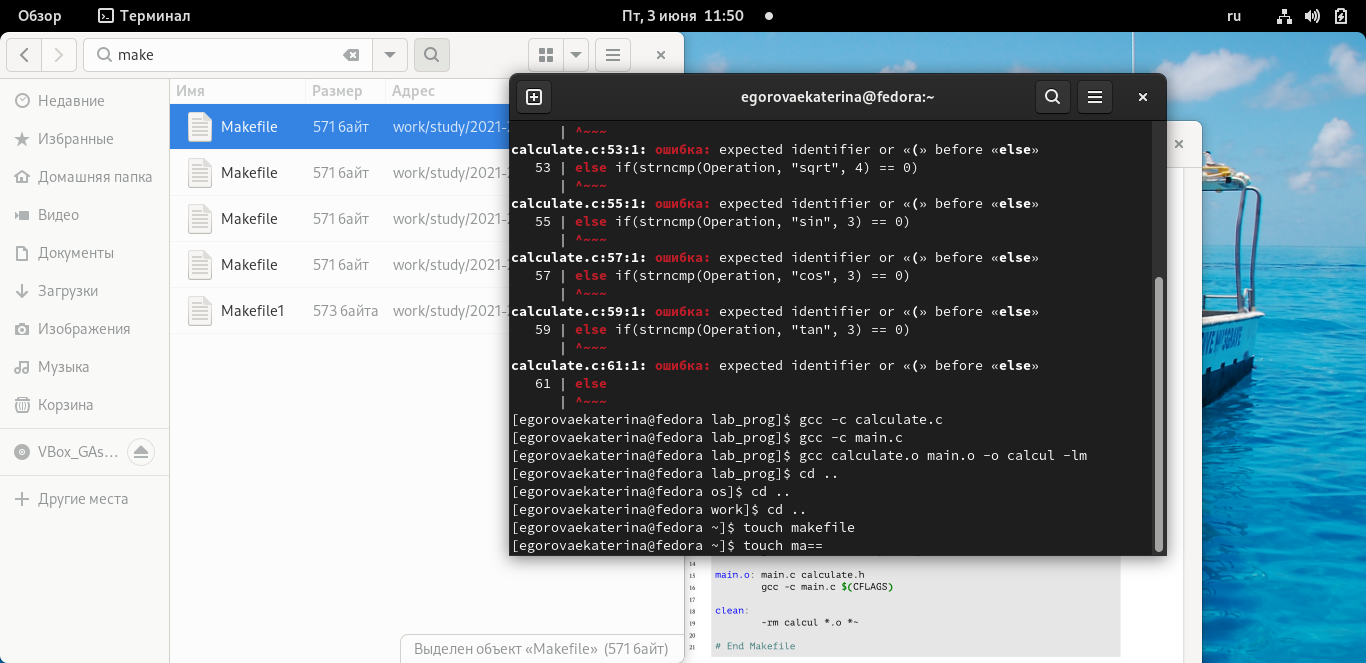 Обзор
Терминал
Пт, 3 июня 11:50
ru
make
Имя
Размер
Адрес
Недавние
Избранные
Домашняя папка
Видео
Документы
Загрузки
Изображения
Музыка
Корзина
VBox_GAs...
Другие места
Makefile 571 байт work/study/2021-
Makefile 571 байт work/study/2021-
Makefile 571 байт work/study/2021-
Makefile 571 байт work/study/2021-
Makefile1 573 байта work/study/2021-
Выделен объект «Makefile» (571 байт)
egorovaekaterina@fedora:~
| ^~~~
calculate.c:53:1: ошибка: expected identifier or «(» before «else»
53 | else if(strncmp(Operation, "sqrt", 4) == 0)
| ^~~~
calculate.c:55:1: ошибка: expected identifier or «(» before «else»
55 | else if(strncmp(Operation, "sin", 3) == 0)
| ^~~~
calculate.c:57:1: ошибка: expected identifier or «(» before «else»
57 | else if(strncmp(Operation, "cos", 3) == 0)
| ^~~~
calculate.c:59:1: ошибка: expected identifier or «(» before «else»
59 | else if(strncmp(Operation, "tan", 3) == 0)
| ^~~~
calculate.c:61:1: ошибка: expected identifier or «(» before «else»
61 | else
| ^~~~
[egorovaekaterina@fedora lab_prog]$ gcc -c calculate.c
[egorovaekaterina@fedora lab_prog]$ gcc -c main.c
[egorovaekaterina@fedora lab_prog]$ gcc calculate.o main.o -o calcul -lm
[egorovaekaterina@fedora lab_prog]$ cd ..
[egorovaekaterina@fedora os]$ cd ..
[egorovaekaterina@fedora work]$ cd ..
[egorovaekaterina@fedora ~]$ touch makefile
[egorovaekaterina@fedora ~]$ touch ma==
14
15 main.o: main.c calculate.h
16 gcc -c main.c $(CFLAGS)
17
18 clean:
19 -rm calcul *.o *~
20
21 # End Makefile